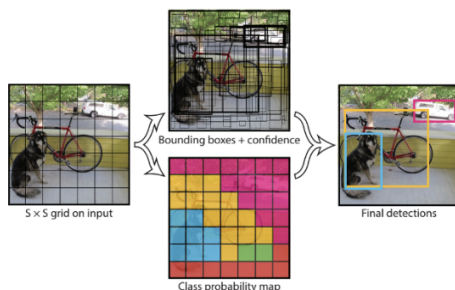 Bounding boxes + confidence
S × S grid on input
Final detections
Class probability map